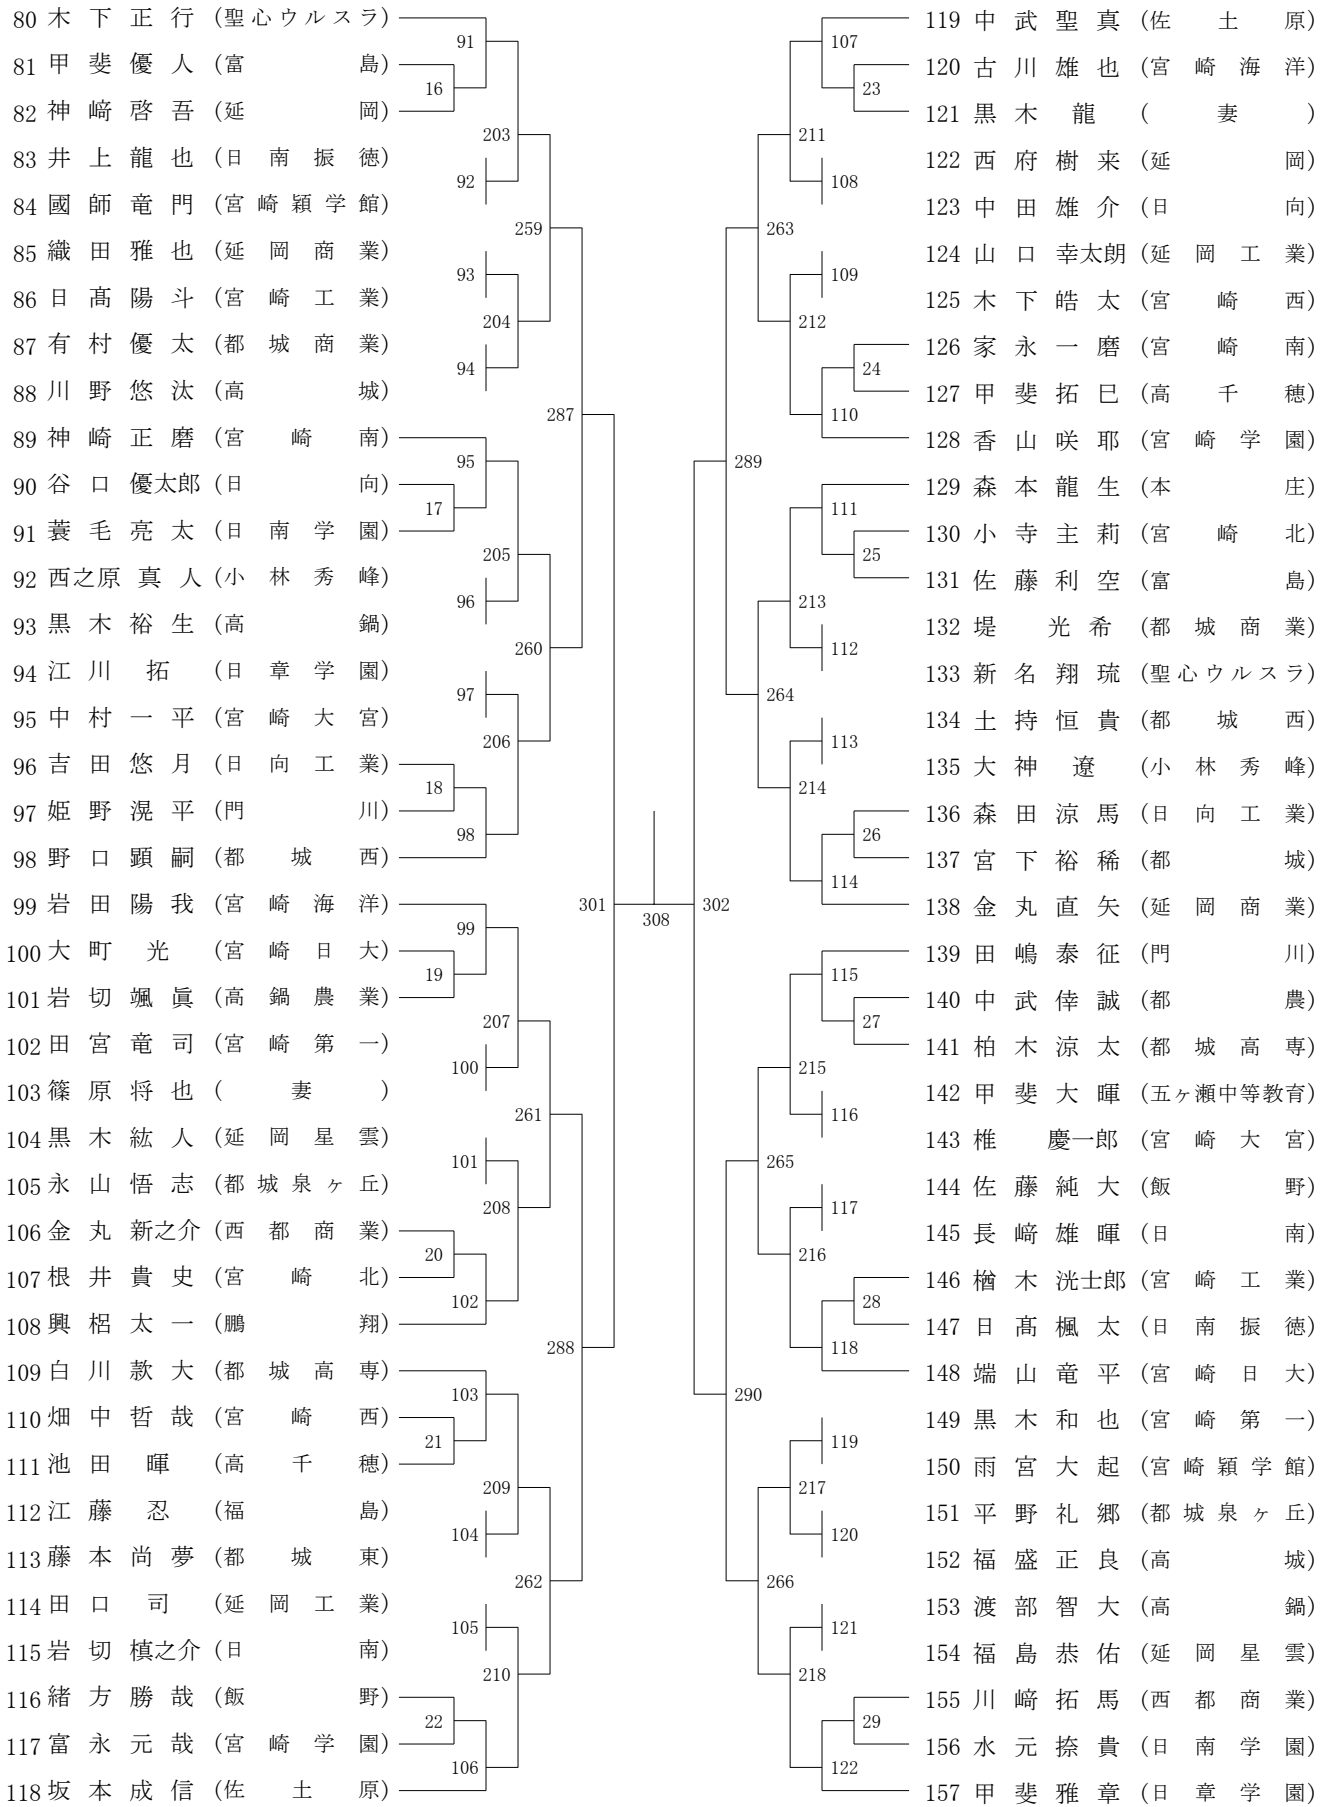 80 木下正行 (聖心ウルスラ)
81 甲斐優人 (富島)
82 神﨑啓吾 (延岡)
83 井上龍也 (日南振徳)
84 國師竜門 (宮崎穎学館)
85 織田雅也 (延岡商業)
86 日髙陽斗 (宮崎工業)
87 有村優太 (都城商業)
88 川野悠汰 (高城)
89 神崎正磨 (宮崎南)
90 谷口優太郎 (日向)
91 蓑毛亮太 (日南学園)
92 西之原真人 (小林秀峰)
93 黒木裕生 (高鍋)
94 江川拓 (日章学園)
95 中村一平 (宮崎大宮)
96 吉田悠月 (日向工業)
97 姫野滉平 (門川)
98 野口顕嗣 (都城西)
99 岩田陽我 (宮崎海洋)
100 大町光 (宮崎日大)
101 岩切颯眞 (高鍋農業)
102 田宮竜司 (宮崎第一)
103 篠原将也 (妻)
104 黒木紘人 (延岡星雲)
105 永山悟志 (都城泉ヶ丘)
106 金丸新之介 (西都商業)
107 根井貴史 (宮崎北)
108 興梠太一 (鵬翔)
109 白川敦大 (都城高専)
110 畑中哲哉 (宮崎西)
111 池田暉 (高千穂)
112 江藤忍 (福島)
113 藤本尚夢 (都城東)
114 田口司 (延岡工業)
115 岩切槙之介 (日南)
116 緒方勝哉 (飯野)
117 富永元哉 (宮崎学園)
118 坂本成信 (佐土原)
91
16
203
92
259
93
204
94
287
95
17
205
96
260
97
206
18
98
301
99
19
207
100
261
101
208
20
102
288
103
21
209
104
262
105
210
22
106
308
302
107
23
211
108
263
109
212
24
110
289
111
25
213
112
264
113
214
26
114
115
27
215
116
265
117
216
28
118
290
119
217
120
266
121
218
29
122
119 中武聖真 (佐土原)
120 古川雄也 (宮崎海洋)
121 黒木龍 (妻)
122 西府樹来 (延岡)
123 中田雄介 (日向)
124 山口幸太朗 (延岡工業)
125 木下皓太 (宮崎西)
126 家永一磨 (宮崎南)
127 甲斐拓巳 (高千穂)
128 香山咲耶 (宮崎学園)
129 森本龍生 (本庄)
130 小寺主莉 (宮崎北)
131 佐藤利空 (富島)
132 堤光希 (都城商業)
133 新名翔琉 (聖心ウルスラ)
134 土持恒貴 (都城西)
135 大神遼 (小林秀峰)
136 森田涼馬 (日向工業)
137 宮下裕稀 (都城)
138 金丸直矢 (延岡商業)
139 田嶋泰征 (門川)
140 中武倖誠 (都農)
141 柏木涼太 (都城高専)
142 甲斐大暉 (五ヶ瀬中等教育)
143 椎慶一郎 (宮崎大宮)
144 佐藤純大 (飯野)
145 長﨑雄暉 (日南)
146 楢木洸士郎 (宮崎工業)
147 日髙楓太 (日南振徳)
148 端山竜平 (宮崎日大)
149 黒木和也 (宮崎第一)
150 雨宮大起 (宮崎穎学館)
151 平野礼郷 (都城泉ヶ丘)
152 福盛正良 (高城)
153 渡部智大 (高鍋)
154 福島恭佑 (延岡星雲)
155 川﨑拓馬 (西都商業)
156 水元捺貴 (日南学園)
157 甲斐雅章 (日章学園)